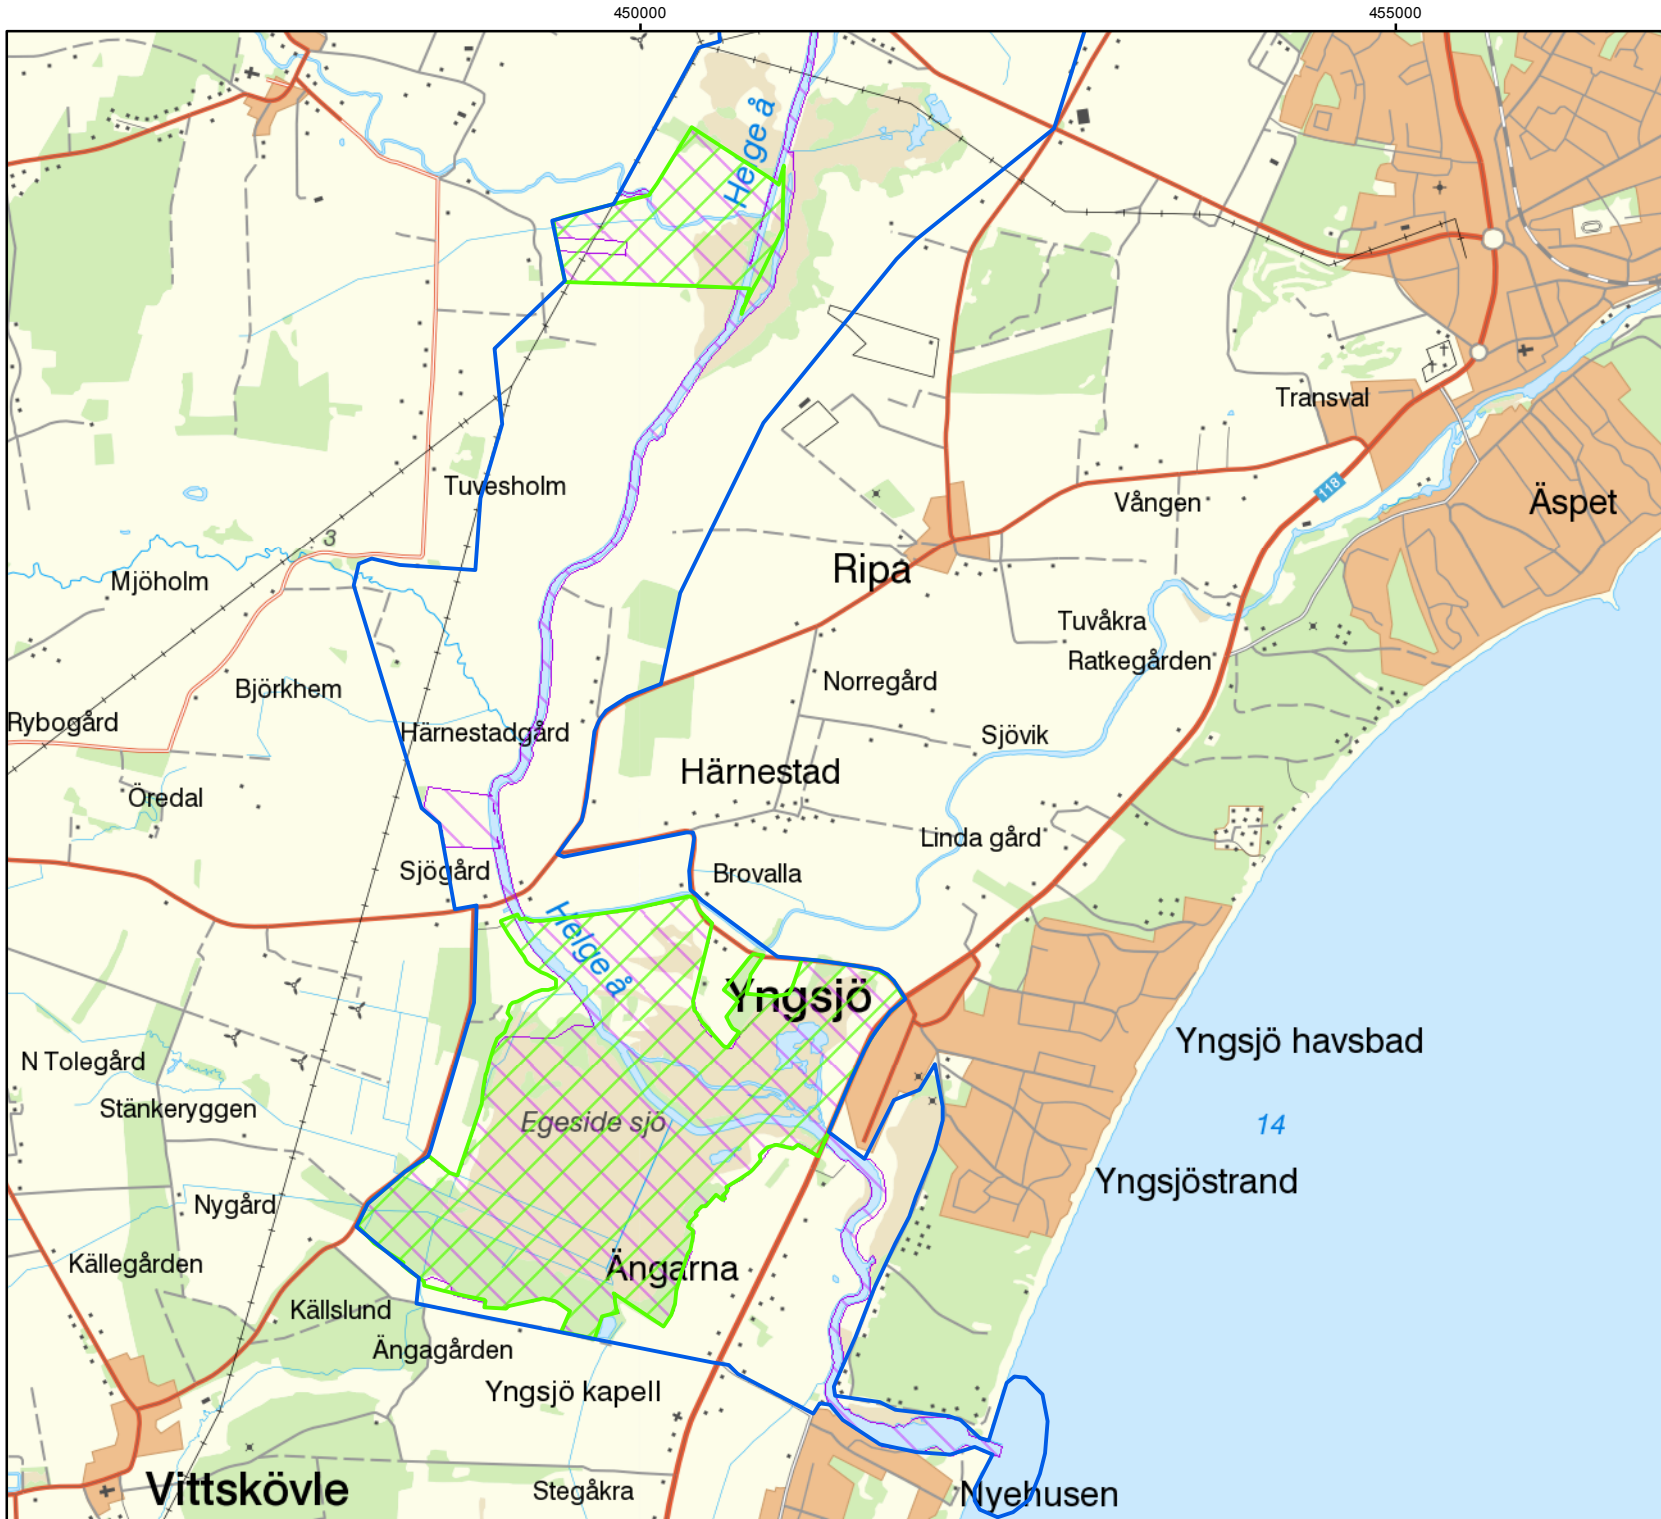 450000 455000
Helge å
Transval
Tuvesholm
118
Vången
Äspet
3
Ripa
Mjöholm
Tuvåkra
Ratkegården
Björkhem
Norregård
Rybogård
Härnestadgård
Sjövik
Härnestad
Öredal
Linda gård
Sjögård
Brovalla
Helge å
Yngsjö
Yngsjö havsbad
N Tolegård
Stänkeryggen
Egeside sjö
14
Yngsjöstrand
Nygård
Källegården
Ängarna
Källslund
Ängagården
Yngsjö kapell
Vittskövle
Stegåkra
Nyehusen